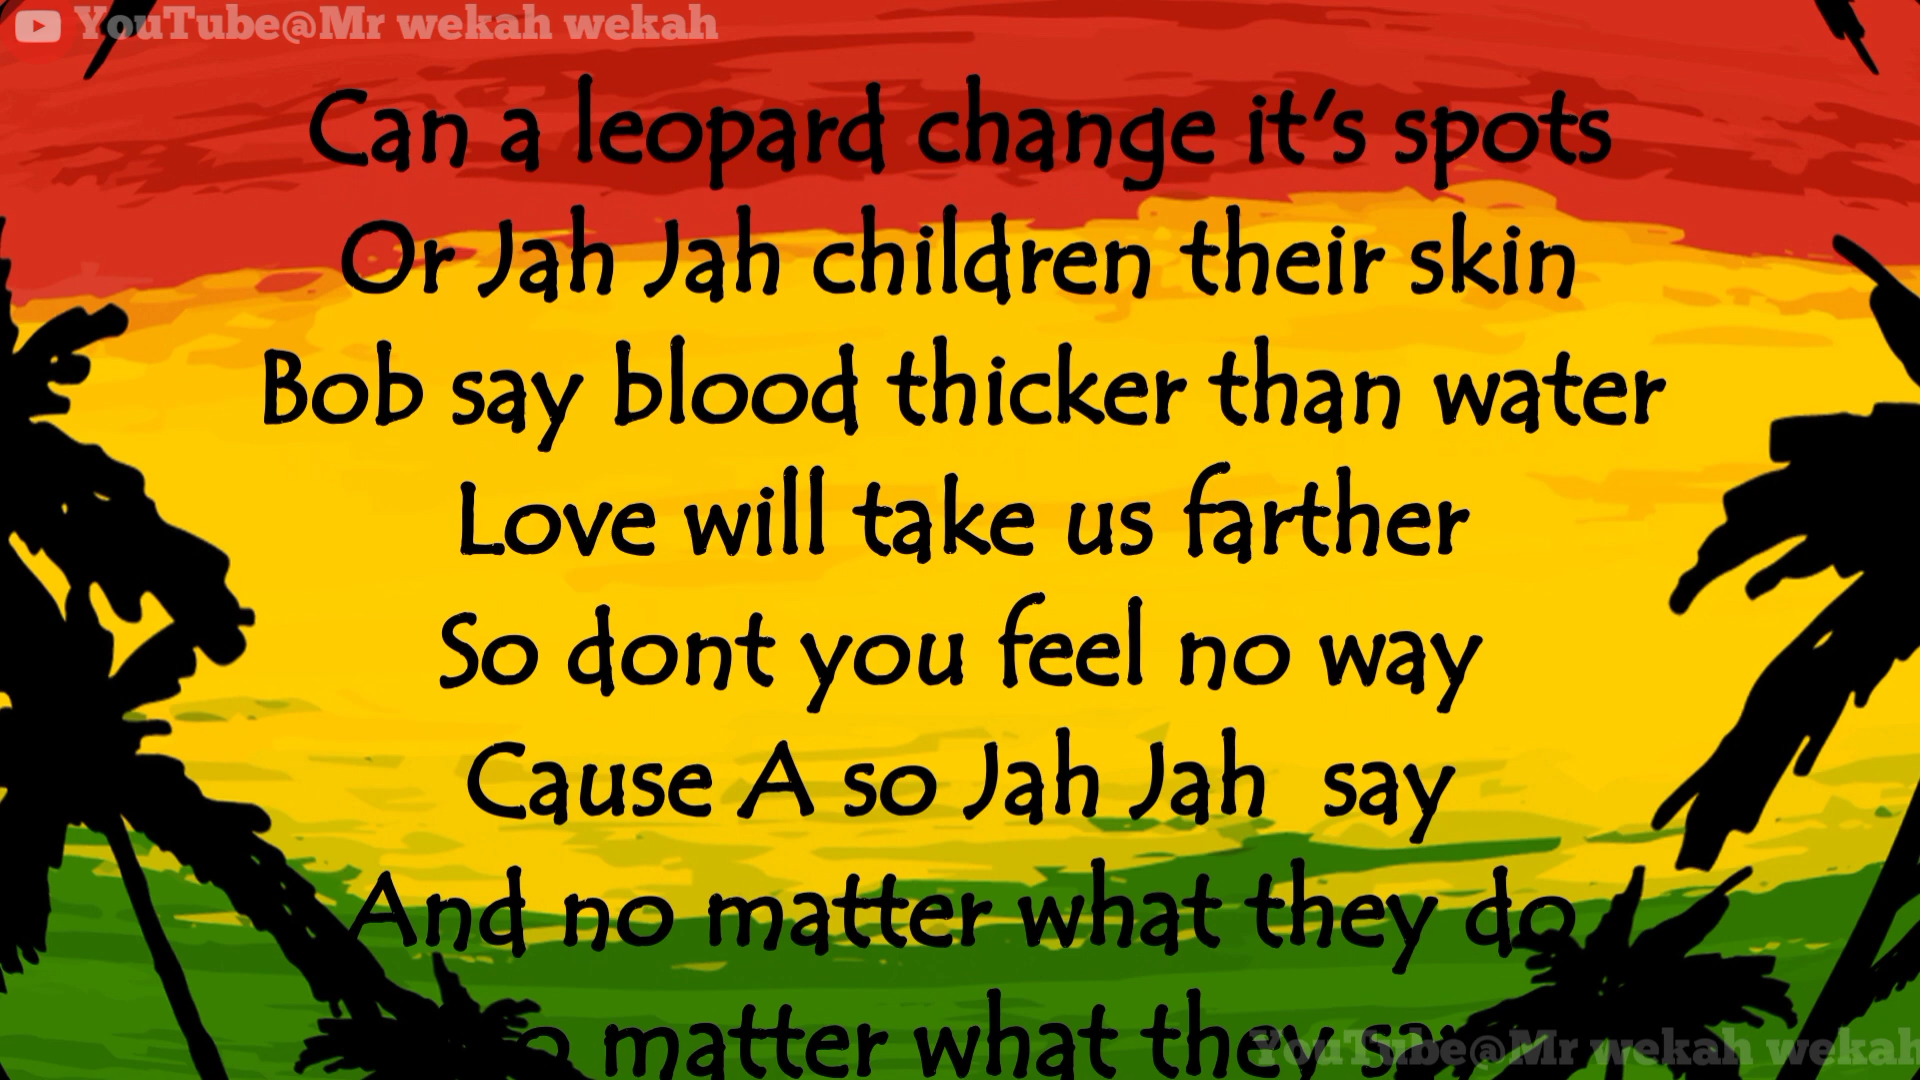 YouTube@Mr wekah wekah
Can a leopard change it's spots
Or Jah Jah children their skin
Bob say blood thicker than water
Love will take us farther
So dont you feel no way
Cause A so Jah Jah say
And no matter what they do
matter what they
YouTube@Mr wekah wekah